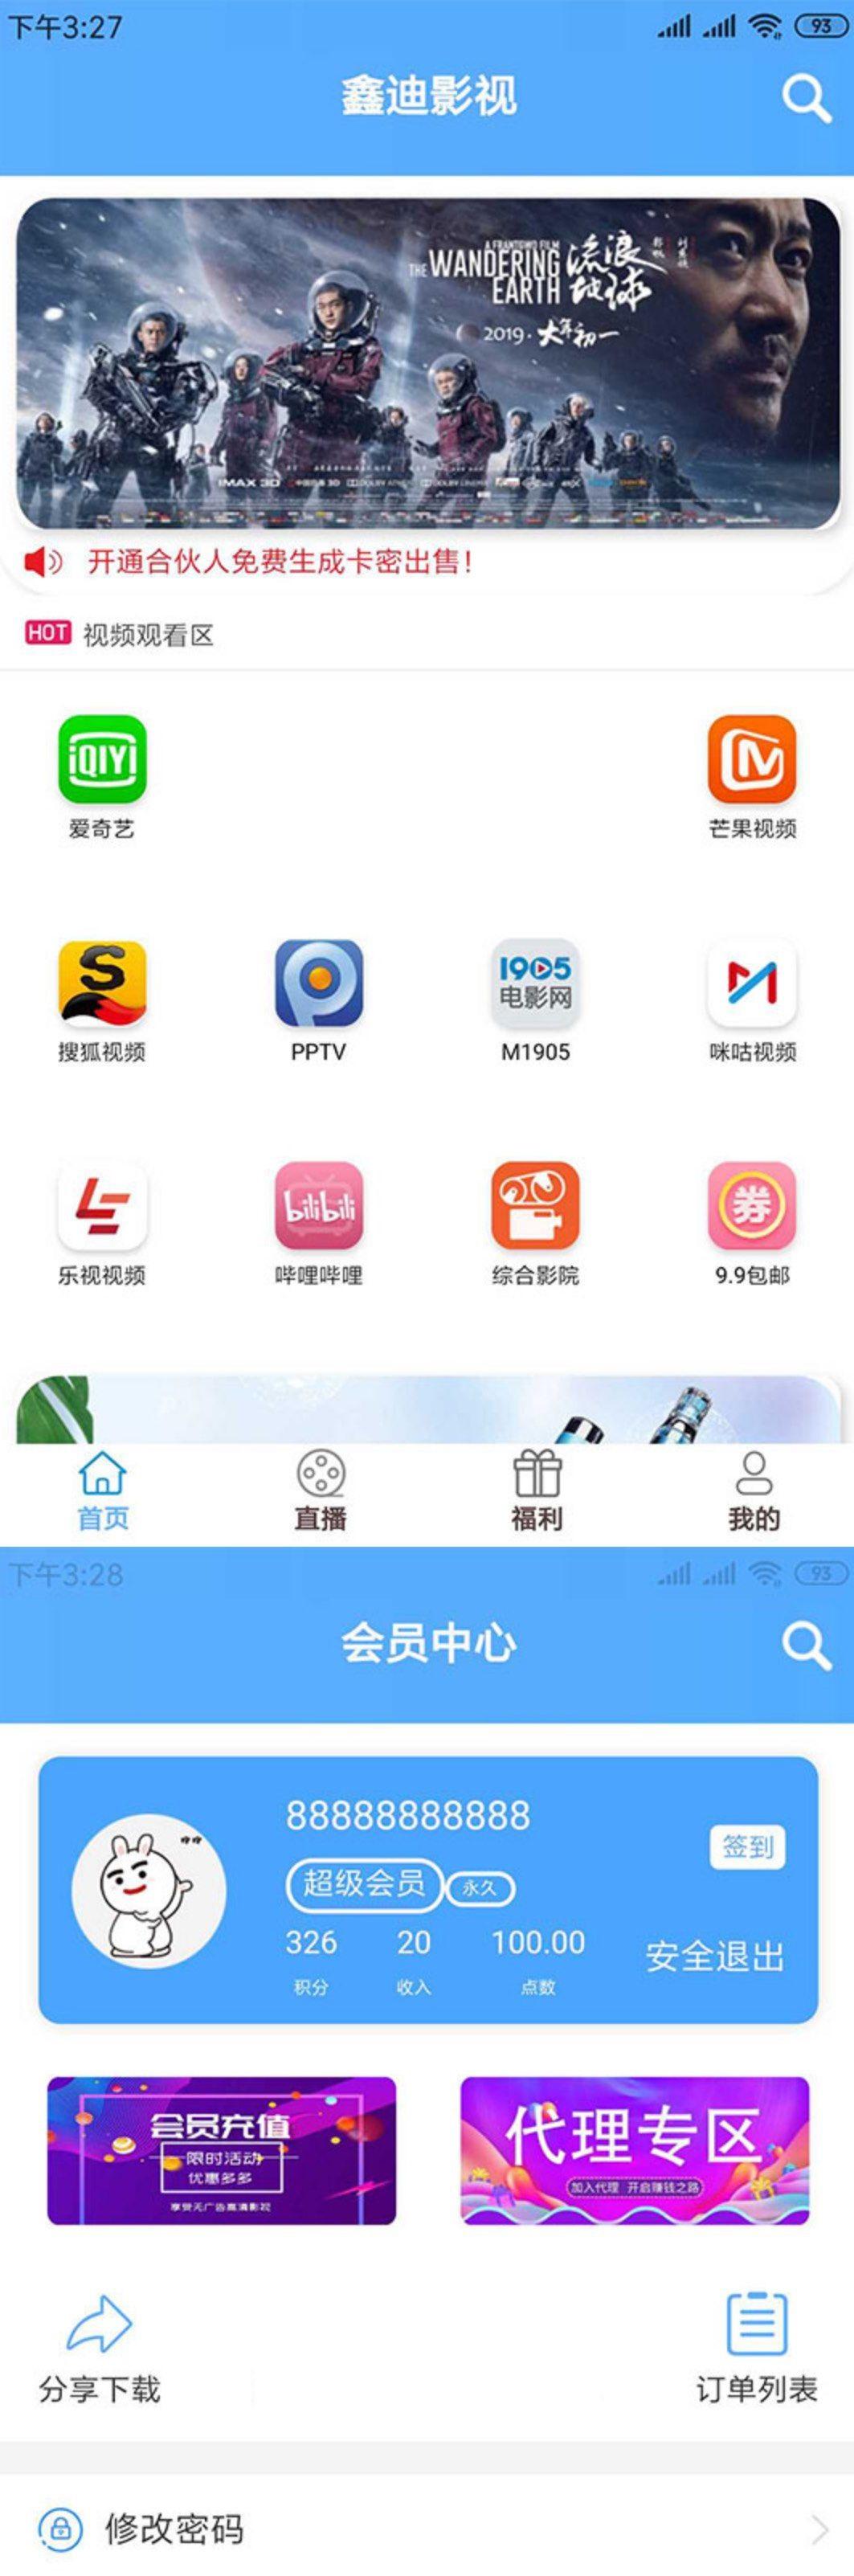 下午3:27
93
鑫迪影视
A FRANT GWO FILM
THE WANDERING EARTH
流浪地球
2019·大年初一
IMAX 3D
开通合伙人免费生成卡密出售!
HOT 视频观看区
iQIYI
爱奇艺
芒果视频
S
1905
电影网
搜狐视频
PPTV
M1905
咪咕视频
bilibili
券
乐视视频
哔哩哔哩
综合影院
9.9包邮
首页
直播
福利
我的
下午3:28
93
会员中心
88888888888
签到
超级会员
永久
326
20
100.00
积分
收入
点数
安全退出
会员充值
限时活动
优惠多多
享受无广告高清影视
代理专区
加入代理 开启赚钱之路
分享下载
订单列表
修改密码